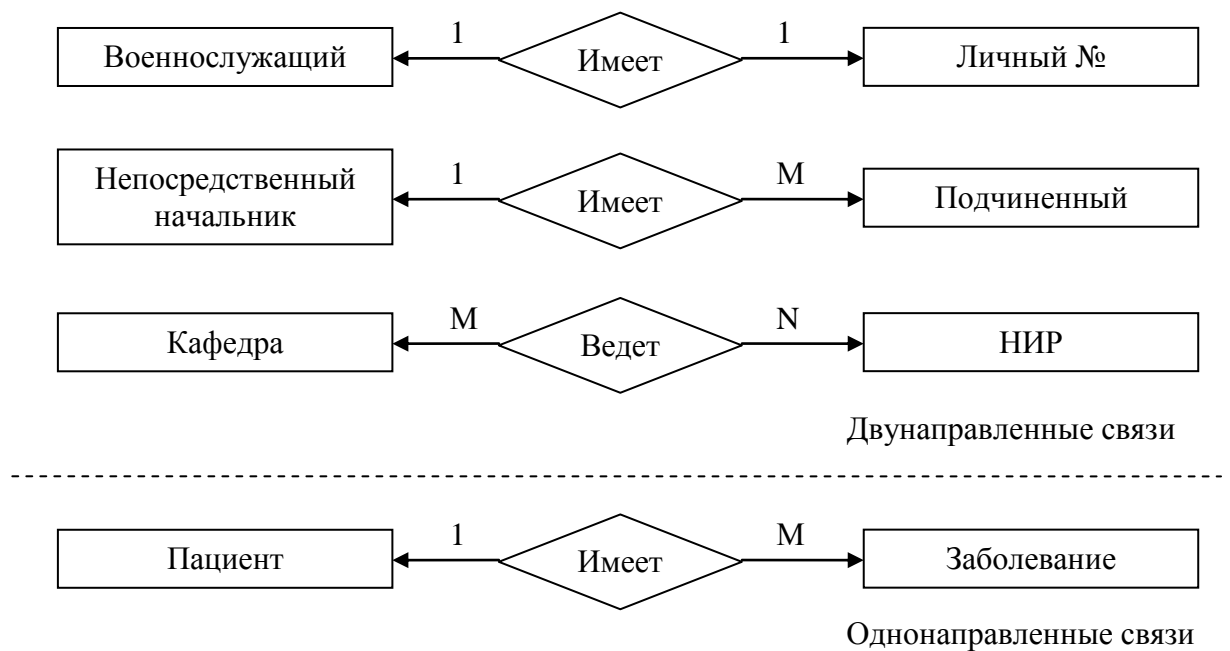 Военнослужащий 1 Имеет 1 Личный №
Непосредственный
начальник 1 Имеет М Подчиненный
Кафедра М Ведет N НИР
Двунаправленные связи
Пациент 1 Имеет М Заболевание
Однонаправленные связи